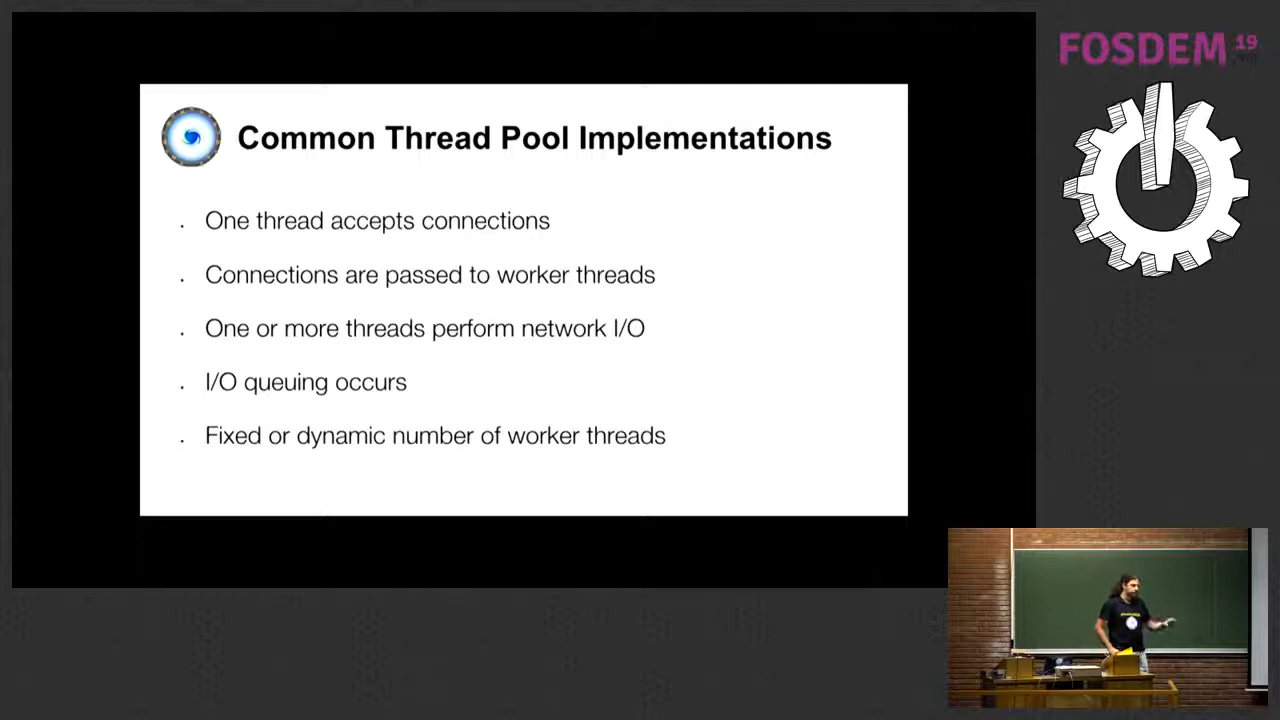 FOSDEM 19
Common Thread Pool Implementations
. One thread accepts connections
. Connections are passed to worker threads
. One or more threads perform network I/O
. I/O queuing occurs
. Fixed or dynamic number of worker threads